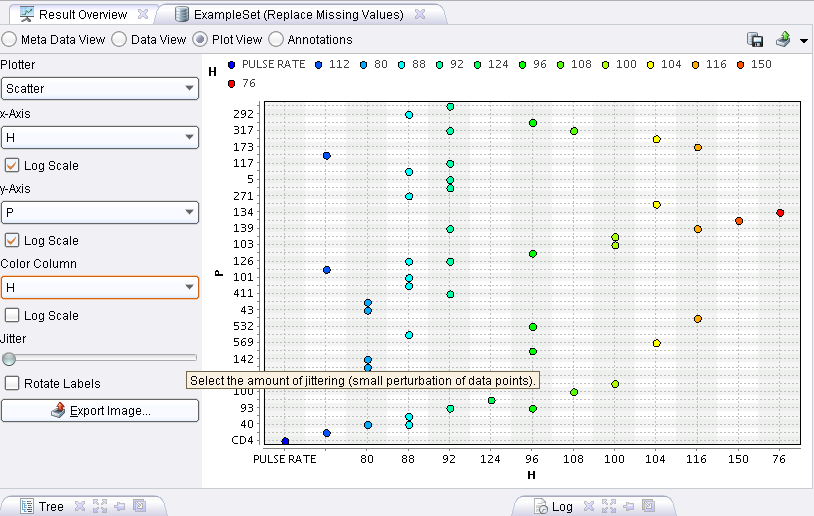 Result Overview
ExampleSet (Replace Missing Values)
Meta Data View
Data View
Plot View
Annotations
Plotter
Scatter
x-Axis
H
Log Scale
y-Axis
P
Log Scale
Color Column
H
Log Scale
Jitter
Rotate Labels
Export Image...
H
PULSE RATE 112 80 88 92 124 96 108 100 104 116 150
76
292
317
173
117
5
271
134
139
103
126
101
411
43
532
569
142
Select the amount of jittering (small perturbation of data points).
100
93
40
CD4
P
PULSE RATE 80 88 92 124 96 108 100 104 116 150 76
H
Tree
Log